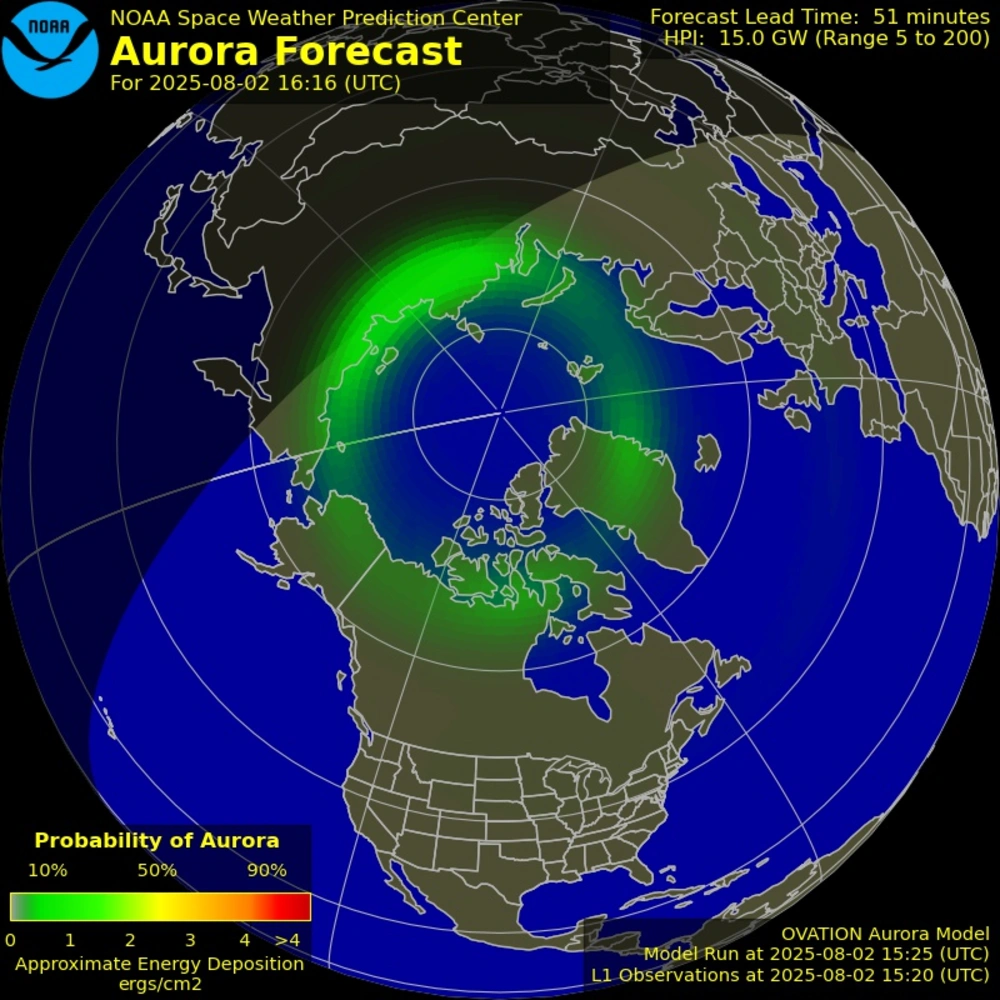 NOAA
NOAA Space Weather Prediction Center
Aurora Forecast
For 2025-08-02 16:16 (UTC)
Forecast Lead Time: 51 minutes
HPI: 15.0 GW (Range 5 to 200)
Probability of Aurora
10% 50% 90%
0 1 2 3 4 >4
Approximate Energy Deposition
ergs/cm2
OVATION Aurora Model
Model Run at 2025-08-02 15:25 (UTC)
L1 Observations at 2025-08-02 15:20 (UTC)